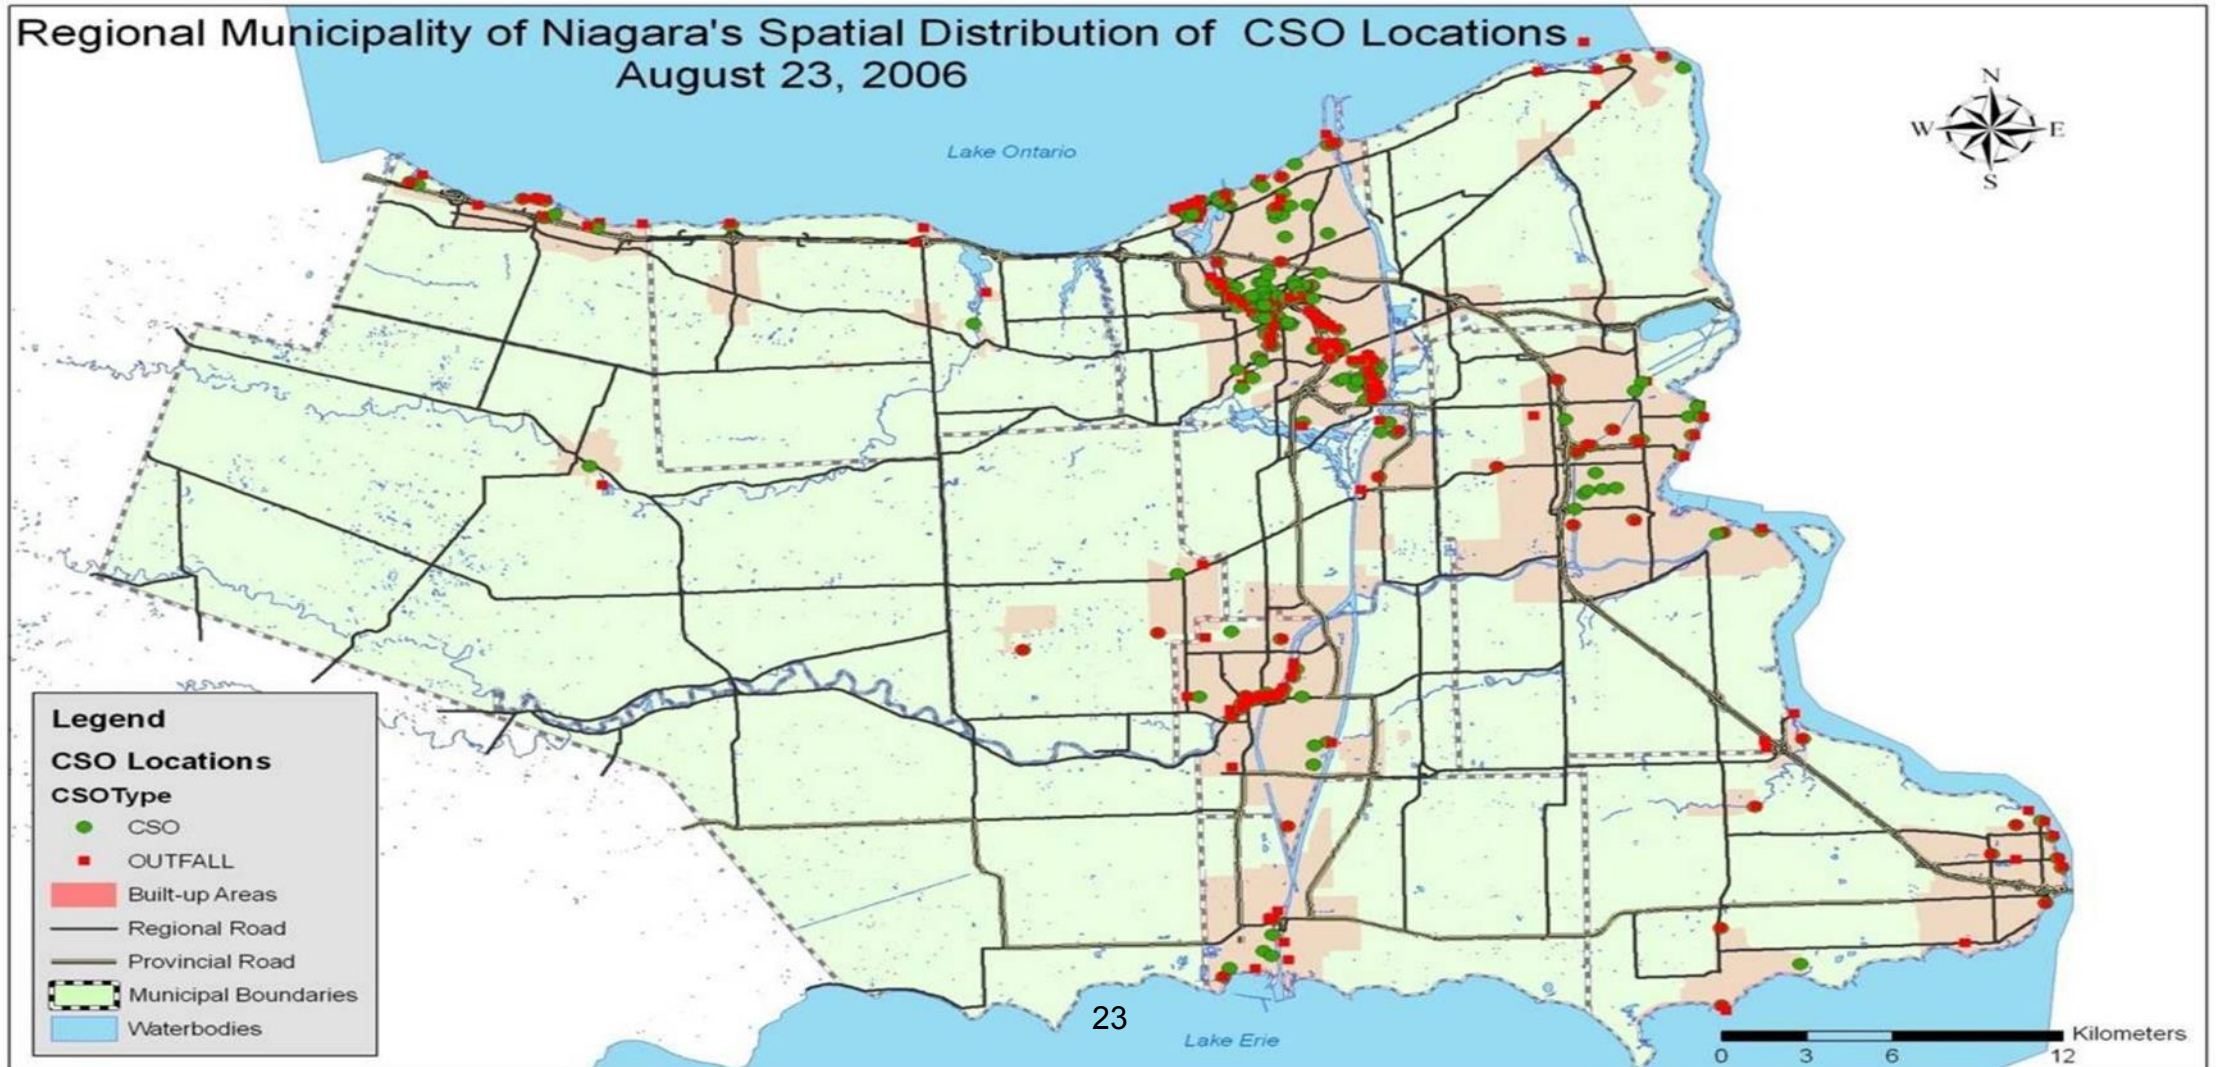 Regional Municipality of Niagara's Spatial Distribution of CSO Locations
August 23, 2006
N
W E
S
Lake Ontario
Legend
CSO Locations
CSOType
CSO
OUTFALL
Built-up Areas
Regional Road
Provincial Road
Municipal Boundaries
Waterbodies
23
Lake Erie
Kilometers
0 3 6 12